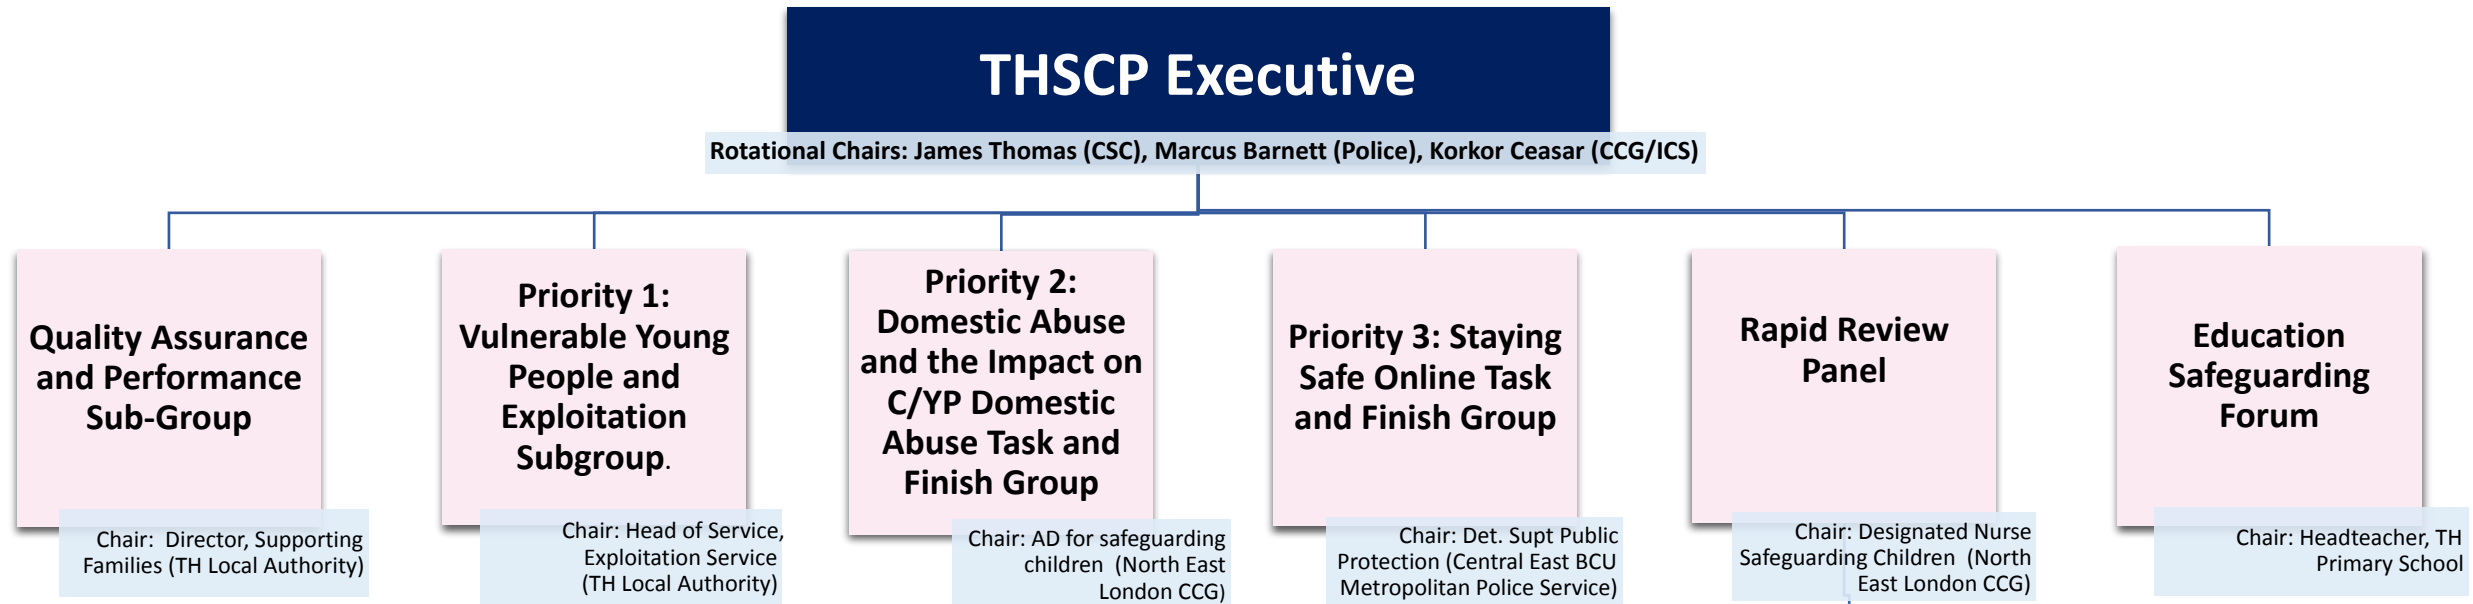 THSCP Executive
Rotational Chairs: James Thomas (CSC), Marcus Barnett (Police), Korkor Ceasar (CCG/ICS)
Quality Assurance
and Performance
Sub-Group
Chair: Director, Supporting
Families (TH Local Authority)
Priority 1:
Vulnerable Young
People and
Exploitation
Subgroup.
Chair: Head of Service,
Exploitation Service
(TH Local Authority)
Priority 2:
Domestic Abuse
and the Impact on
C/YP Domestic
Abuse Task and
Finish Group
Chair: AD for safeguarding
children (North East
London CCG)
Priority 3: Staying
Safe Online Task
and Finish Group
Chair: Det. Supt Public
Protection (Central East BCU
Metropolitan Police Service)
Rapid Review
Panel
Chair: Designated Nurse
Safeguarding Children (North
East London CCG)
Education
Safeguarding
Forum
Chair: Headteacher, TH
Primary School